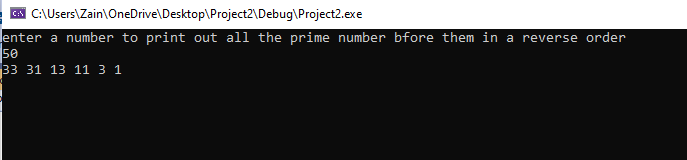 C:\Users\Zain\OneDrive\Desktop\Project2\Debug\Project2.exe
enter a number to print out all the prime number bfore them in a reverse order
50
33 31 13 11 3 1